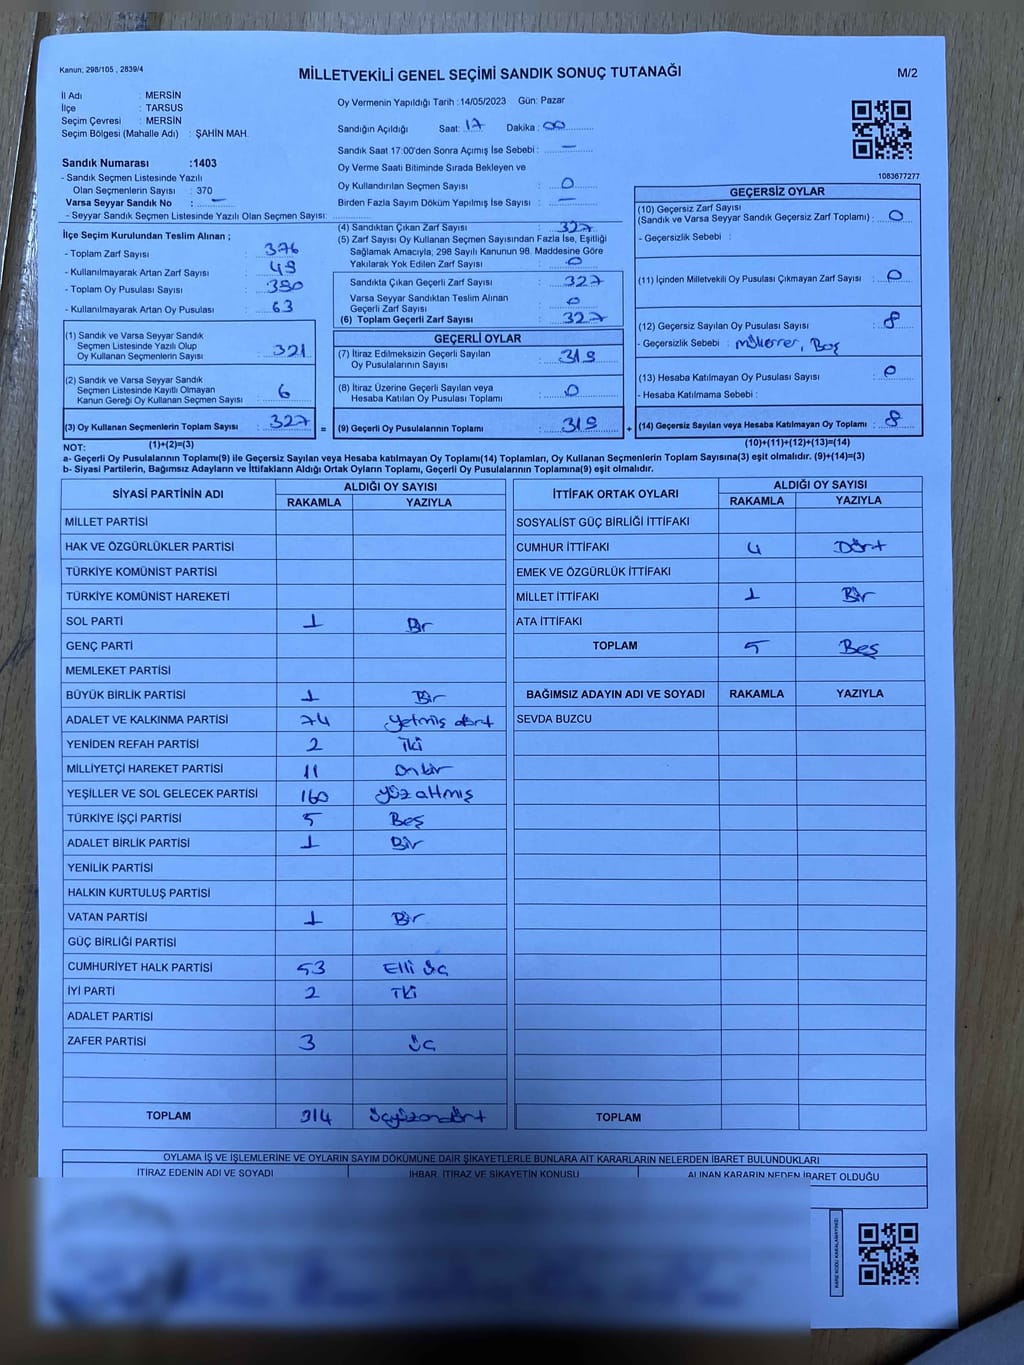 Kanun; 298/105 , 2839/4
MİLLETVEKİLİ GENEL SEÇİMİ SANDIK SONUÇ TUTANAĞI
M/2
İl Adı : MERSİN
İlçe : TARSUS
Seçim Çevresi : MERSİN
Seçim Bölgesi (Mahalle Adı) : ŞAHİN MAH.
Sandık Numarası :1403
- Sandık Seçmen Listesinde Yazılı
Olan Seçmenlerin Sayısı : 370
Varsa Seyyar Sandık No : -
- Seyyar Sandık Seçmen Listesinde Yazılı Olan Seçmen Sayısı:
Oy Vermenin Yapıldığı Tarih :14/05/2023 Gün: Pazar
Sandığın Açıldığı Saat: 17 Dakika : 00
Sandık Saat 17:00'den Sonra Açımış İse Sebebi : -
Oy Verme Saati Bitiminde Sırada Bekleyen ve
Oy Kullandırılan Seçmen Sayısı : 0
Birden Fazla Sayım Döküm Yapılmış İse Sayısı : -
1083677277
İlçe Seçim Kurulundan Teslim Alınan ;
- Toplam Zarf Sayısı : 376
- Kullanılmayarak Artan Zarf Sayısı : 49
- Toplam Oy Pusulası Sayısı : 390
- Kullanılmayarak Artan Oy Pusulası : 63
(4) Sandıktan Çıkan Zarf Sayısı : 327
(5) Zarf Sayısı Oy Kullanan Seçmen Sayısından Fazla İse, Eşitliği
Sağlamak Amacıyla; 298 Sayılı Kanunun 98. Maddesine Göre
Yakılarak Yok Edilen Zarf Sayısı : 0
Sandıkta Çıkan Geçerli Zarf Sayısı : 327
Varsa Seyyar Sandıktan Teslim Alınan
Geçerli Zarf Sayısı : 0
(6) Toplam Geçerli Zarf Sayısı : 327
GEÇERSİZ OYLAR
(10) Geçersiz Zarf Sayısı
(Sandık ve Varsa Seyyar Sandık Geçersiz Zarf Toplamı) : 0
- Geçersizlik Sebebi :
(11) İçinden Milletvekili Oy Pusulası Çıkmayan Zarf Sayısı : 0
(12) Geçersiz Sayılan Oy Pusulası Sayısı : 8
- Geçersizlik Sebebi : mükerrer, Boş
(13) Hesaba Katılmayan Oy Pusulası Sayısı : 0
- Hesaba Katılmama Sebebi :
(14) Geçersiz Sayılan veya Hesaba Katılmayan Oy Toplamı : 8
(1) Sandık ve Varsa Seyyar Sandık
Seçmen Listesinde Yazılı Olup
Oy Kullanan Seçmenlerin Sayısı : 321
(2) Sandık ve Varsa Seyyar Sandık
Seçmen Listesinde Kayıtlı Olmayan
Kanun Gereği Oy Kullanan Seçmen Sayısı : 6
(3) Oy Kullanan Seçmenlerin Toplam Sayısı : 327 =
GEÇERLİ OYLAR
(7) İtiraz Edilmeksizin Geçerli Sayılan
Oy Pusulalarının Sayısı : 319
(8) İtiraz Üzerine Geçerli Sayılan veya
Hesaba Katılan Oy Pusulası Toplamı : 0
(9) Geçerli Oy Pusulalarının Toplamı : 319 +
NOT: (1)+(2)=(3)
(10)+(11)+(12)+(13)=(14)
a- Geçerli Oy Pusulasının Toplamı(9) ile Geçersiz Sayılan veya Hesaba katılmayan Oy Toplamı(14) Toplamları, Oy Kullanan Seçmenlerin Toplam Sayısına(3) eşit olmalıdır. (9)+(14)=(3)
b- Siyasi Partilerin, Bağımsız Adayların ve İttifakların Aldığı Ortak Oyların Toplamı, Geçerli Oy Pusulalarının Toplamına(9) eşit olmalıdır.
SİYASİ PARTİNİN ADI
ALDIĞI OY SAYISI
RAKAMLA YAZIYLA
MİLLET PARTİSİ
HAK VE ÖZGÜRLÜKLER PARTİSİ
TÜRKİYE KOMÜNİST PARTİSİ
TÜRKİYE KOMÜNİST HAREKETİ
SOL PARTİ 1 Bir
GENÇ PARTİ
MEMLEKET PARTİSİ
BÜYÜK BİRLİK PARTİSİ 1 Bir
ADALET VE KALKINMA PARTİSİ 74 yetmiş dört
YENİDEN REFAH PARTİSİ 2 iki
MİLLİYETÇİ HAREKET PARTİSİ 11 onbir
YEŞİLLER VE SOL GELECEK PARTİSİ 160 yüz altmış
TÜRKİYE İŞÇİ PARTİSİ 5 Beş
ADALET BİRLİK PARTİSİ 1 Bir
YENİLİK PARTİSİ
HALKIN KURTULUŞ PARTİSİ
VATAN PARTİSİ 1 Bir
GÜÇ BİRLİĞİ PARTİSİ
CUMHURİYET HALK PARTİSİ 53 Elli üç
İYİ PARTİ 2 İki
ADALET PARTİSİ
ZAFER PARTİSİ 3 üç
TOPLAM 314 üçyüzondört
İTTİFAK ORTAK OYLARI
ALDIĞI OY SAYISI
RAKAMLA YAZIYLA
SOSYALİST GÜÇ BİRLİĞİ İTTİFAKI
CUMHUR İTTİFAKI 4 Dört
EMEK VE ÖZGÜRLÜK İTTİFAKI
MİLLET İTTİFAKI 1 Bir
ATA İTTİFAKI
TOPLAM 5 Beş
BAĞIMSIZ ADAYIN ADI VE SOYADI RAKAMLA YAZIYLA
SEVDA BUZCU
TOPLAM
OYLAMA İŞ VE İŞLEMLERİNE VE OYLARIN SAYIM DÖKÜMÜNE DAİR ŞİKAYETLERLE BUNLARA AİT KARARLARIN NELERDEN İBARET BULUNDUKLARI
İTİRAZ EDENİN ADI VE SOYADI İHBAR, İTİRAZ VE ŞİKAYETİN KONUSU ALINAN KARARIN NEDEN İBARET OLDUĞU
KARE KODU KARALAMAYINIZ!